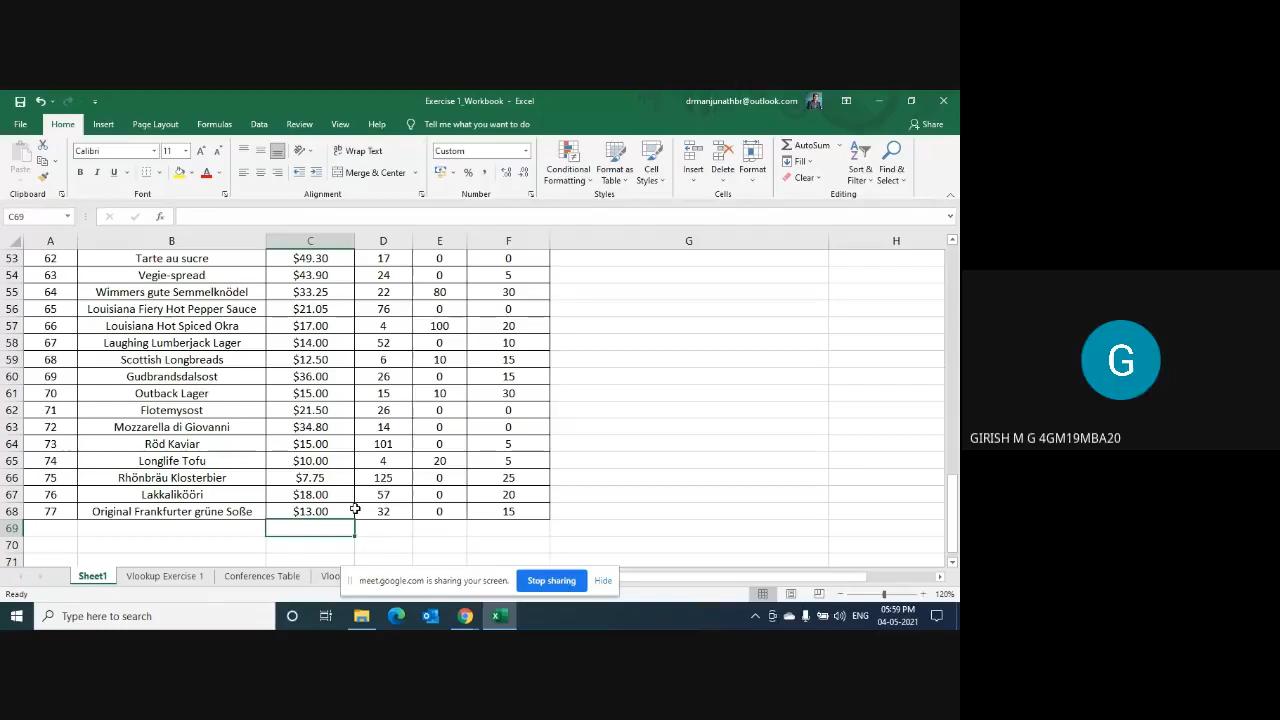 Exercise 1_Workbook - Excel
drmanjunathbr@outlook.com
File Home Insert Page Layout Formulas Data Review View Help Tell me what you want to do Share
Paste Calibri 11 Wrap Text Custom Conditional Formatting Format as Table Cell Styles Insert Delete Format AutoSum Sort & Filter Find & Select
B I U A Merge & Center % Fill
Clear
Clipboard Font Alignment Number Styles Cells Editing
C69 fx
A B C D E F G H
53 62 Tarte au sucre $49.30 17 0 0
54 63 Vegie-spread $43.90 24 0 5
55 64 Wimmers gute Semmelknödel $33.25 22 80 30
56 65 Louisiana Fiery Hot Pepper Sauce $21.05 76 0 0
57 66 Louisiana Hot Spiced Okra $17.00 4 100 20
58 67 Laughing Lumberjack Lager $14.00 52 0 10
59 68 Scottish Longbreads $12.50 6 10 15
60 69 Gudbrandsdalsost $36.00 26 0 15
61 70 Outback Lager $15.00 15 10 30
62 71 Flotemysost $21.50 26 0 0
63 72 Mozzarella di Giovanni $34.80 14 0 0
64 73 Röd Kaviar $15.00 101 0 5
65 74 Longlife Tofu $10.00 4 20 5
66 75 Rhönbräu Klosterbier $7.75 125 0 25
67 76 Lakkalikööri $18.00 57 0 20
68 77 Original Frankfurter grüne Soße $13.00 32 0 15
69
70
71
Sheet1 Vlookup Exercise 1 Conferences Table Vloo
meet.google.com is sharing your screen. Stop sharing Hide
Ready 120%
Type here to search ENG 05:59 PM
04-05-2021
G
GIRISH M G 4GM19MBA20